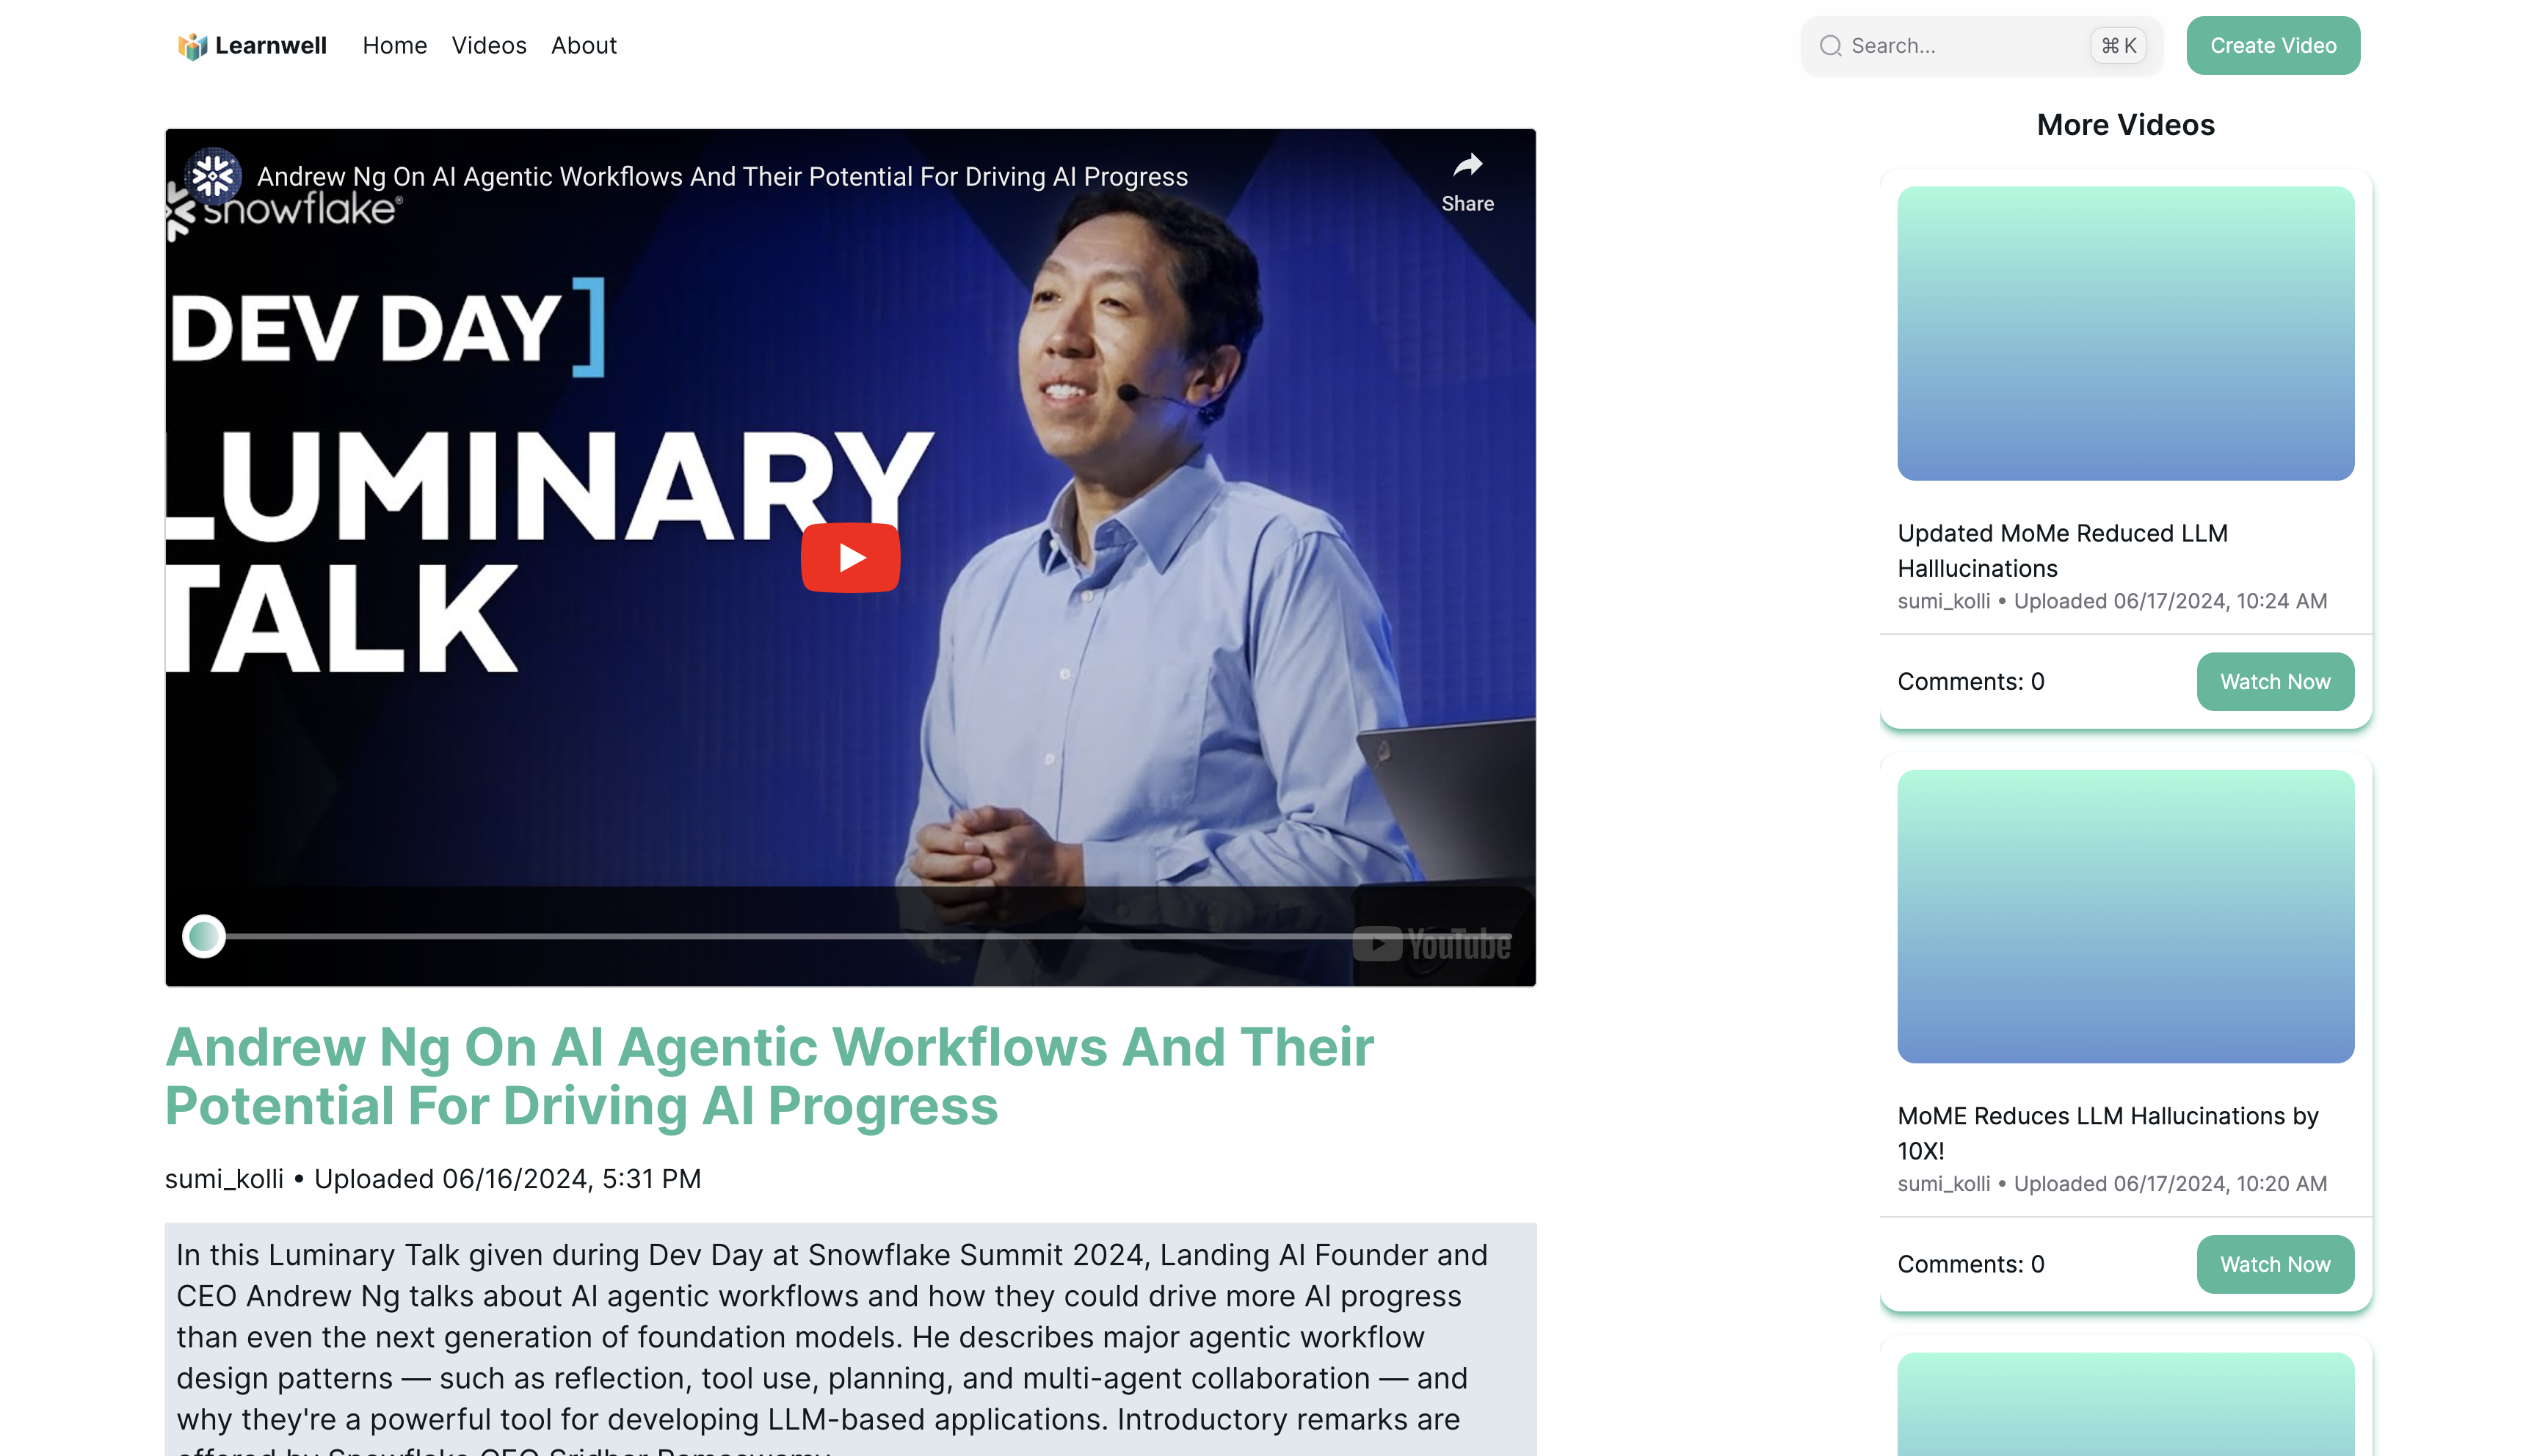 Learnwell
Home
Videos
About
Search...
⌘ K
Create Video
Andrew Ng On AI Agentic Workflows And Their Potential For Driving AI Progress
Share
snowflake®
DEV DAY]
LUMINARY
TALK
YouTube
Andrew Ng On AI Agentic Workflows And Their
Potential For Driving AI Progress
sumi_kolli • Uploaded 06/16/2024, 5:31 PM
In this Luminary Talk given during Dev Day at Snowflake Summit 2024, Landing AI Founder and
CEO Andrew Ng talks about AI agentic workflows and how they could drive more AI progress
than even the next generation of foundation models. He describes major agentic workflow
design patterns — such as reflection, tool use, planning, and multi-agent collaboration — and
why they're a powerful tool for developing LLM-based applications. Introductory remarks are
offered by Snowflake CEO Sridhar Ramaswamy.
More Videos
Updated MoMe Reduced LLM
Halllucinations
sumi_kolli • Uploaded 06/17/2024, 10:24 AM
Comments: 0
Watch Now
MoME Reduces LLM Hallucinations by
10X!
sumi_kolli • Uploaded 06/17/2024, 10:20 AM
Comments: 0
Watch Now